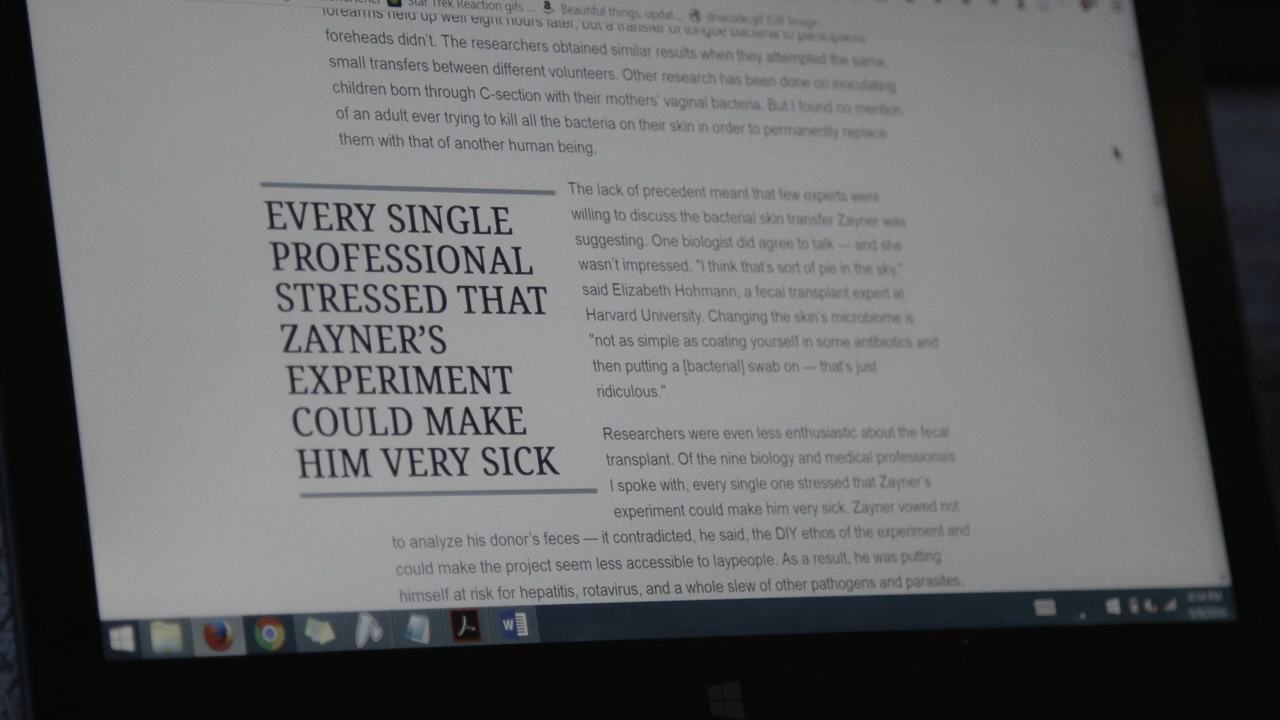 Star Trek Reaction gifs ...
Beautiful things, updat...
dnacode.gif (GIF Image,
forearms held up well eight hours later, but a transfer of tongue bacteria to participants'
foreheads didn't. The researchers obtained similar results when they attempted the same,
small transfers between different volunteers. Other research has been done on inoculating
children born through C-section with their mothers' vaginal bacteria. But I found no mention
of an adult ever trying to kill all the bacteria on their skin in order to permanently replace
them with that of another human being.
EVERY SINGLE
PROFESSIONAL
STRESSED THAT
ZAYNER'S
EXPERIMENT
COULD MAKE
HIM VERY SICK
The lack of precedent meant that few experts were
willing to discuss the bacterial skin transfer Zayner was
suggesting. One biologist did agree to talk — and she
wasn't impressed. "I think that's sort of pie in the sky,"
said Elizabeth Hohmann, a fecal transplant expert at
Harvard University. Changing the skin's microbiome is
"not as simple as coating yourself in some antibiotics and
then putting a [bacterial] swab on — that's just
ridiculous."
Researchers were even less enthusiastic about the fecal
transplant. Of the nine biology and medical professionals
I spoke with, every single one stressed that Zayner's
experiment could make him very sick. Zayner vowed not
to analyze his donor's feces — it contradicted, he said, the DIY ethos of the experiment and
could make the project seem less accessible to laypeople. As a result, he was putting
himself at risk for hepatitis, rotavirus, and a whole slew of other pathogens and parasites.